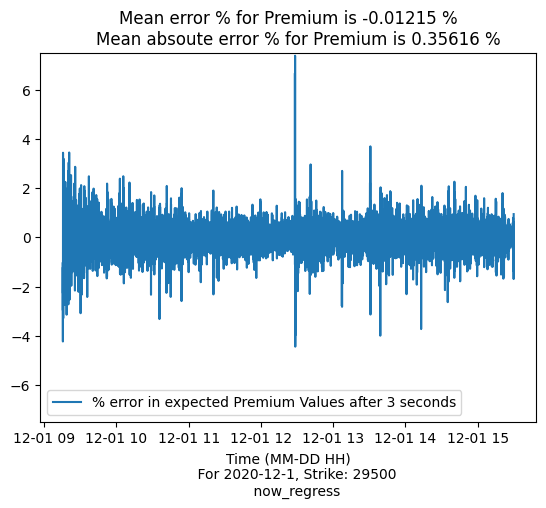 Mean error % for Premium is -0.01215 %
Mean absoute error % for Premium is 0.35616 %
6
4
2
0
−2
−4
−6
% error in expected Premium Values after 3 seconds
12-01 09 12-01 10 12-01 11 12-01 12 12-01 13 12-01 14 12-01 15
Time (MM-DD HH)
For 2020-12-1, Strike: 29500
now_regress